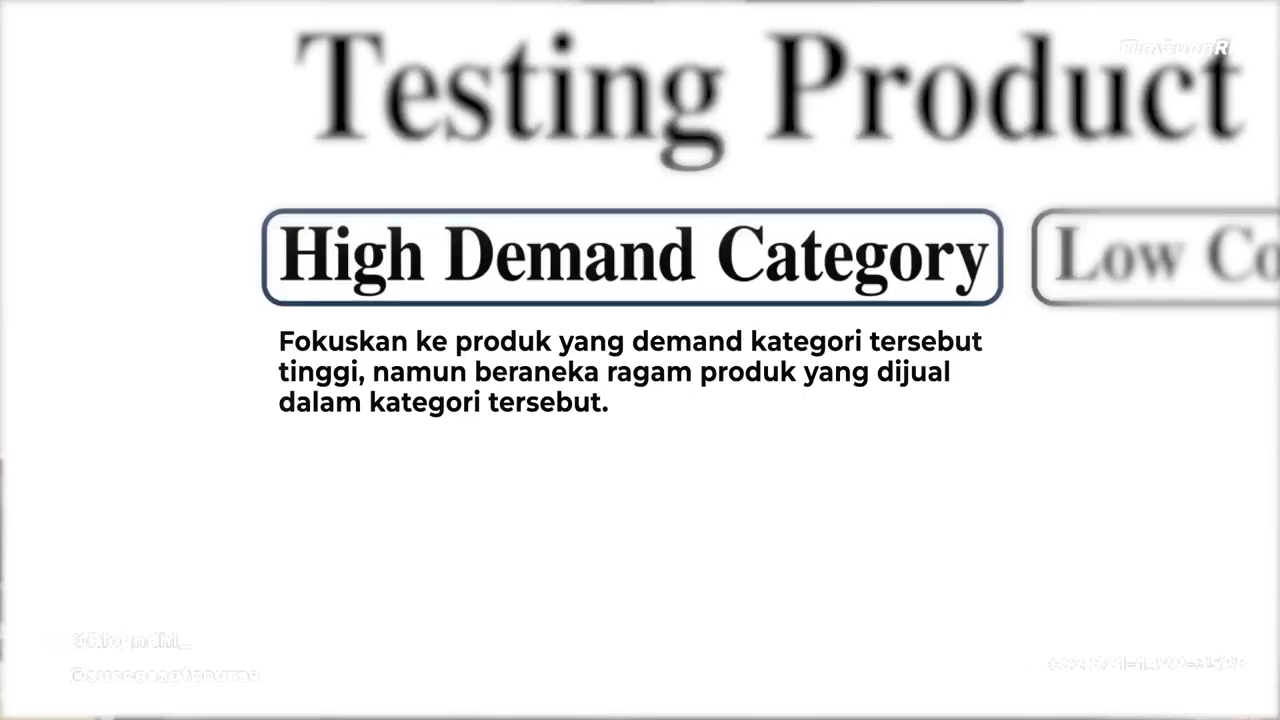 Testing Product
High Demand Category
Low Co
Fokuskan ke produk yang demand kategori tersebut
tinggi, namun beraneka ragam produk yang dijual
dalam kategori tersebut.